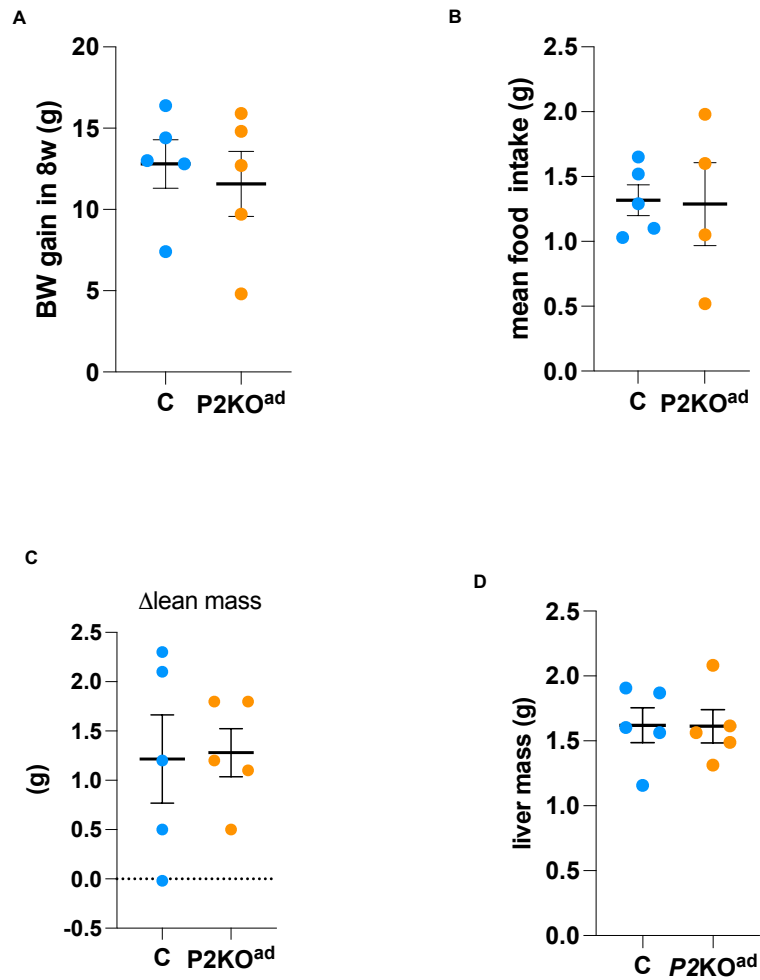 A
BW gain in 8w (g)
20
15
10
5
0
C
P2KOad
B
mean food intake (g)
2.5
2.0
1.5
1.0
0.5
0.0
C
P2KOad
C
Δlean mass
(g)
2.5
2.0
1.5
1.0
0.5
0.0
-0.5
C
P2KOad
D
liver mass (g)
2.5
2.0
1.5
1.0
0.5
0.0
C
P2KOad